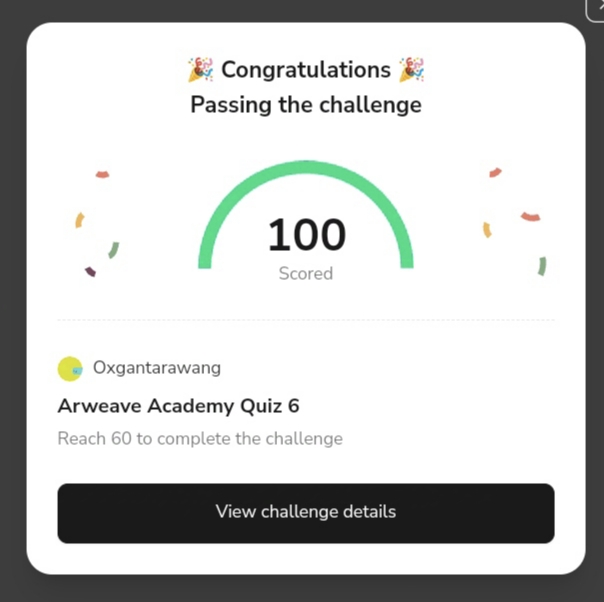 🎉 Congratulations 🎉
Passing the challenge
100
Scored
Oxgantarawang
Arweave Academy Quiz 6
Reach 60 to complete the challenge
View challenge details